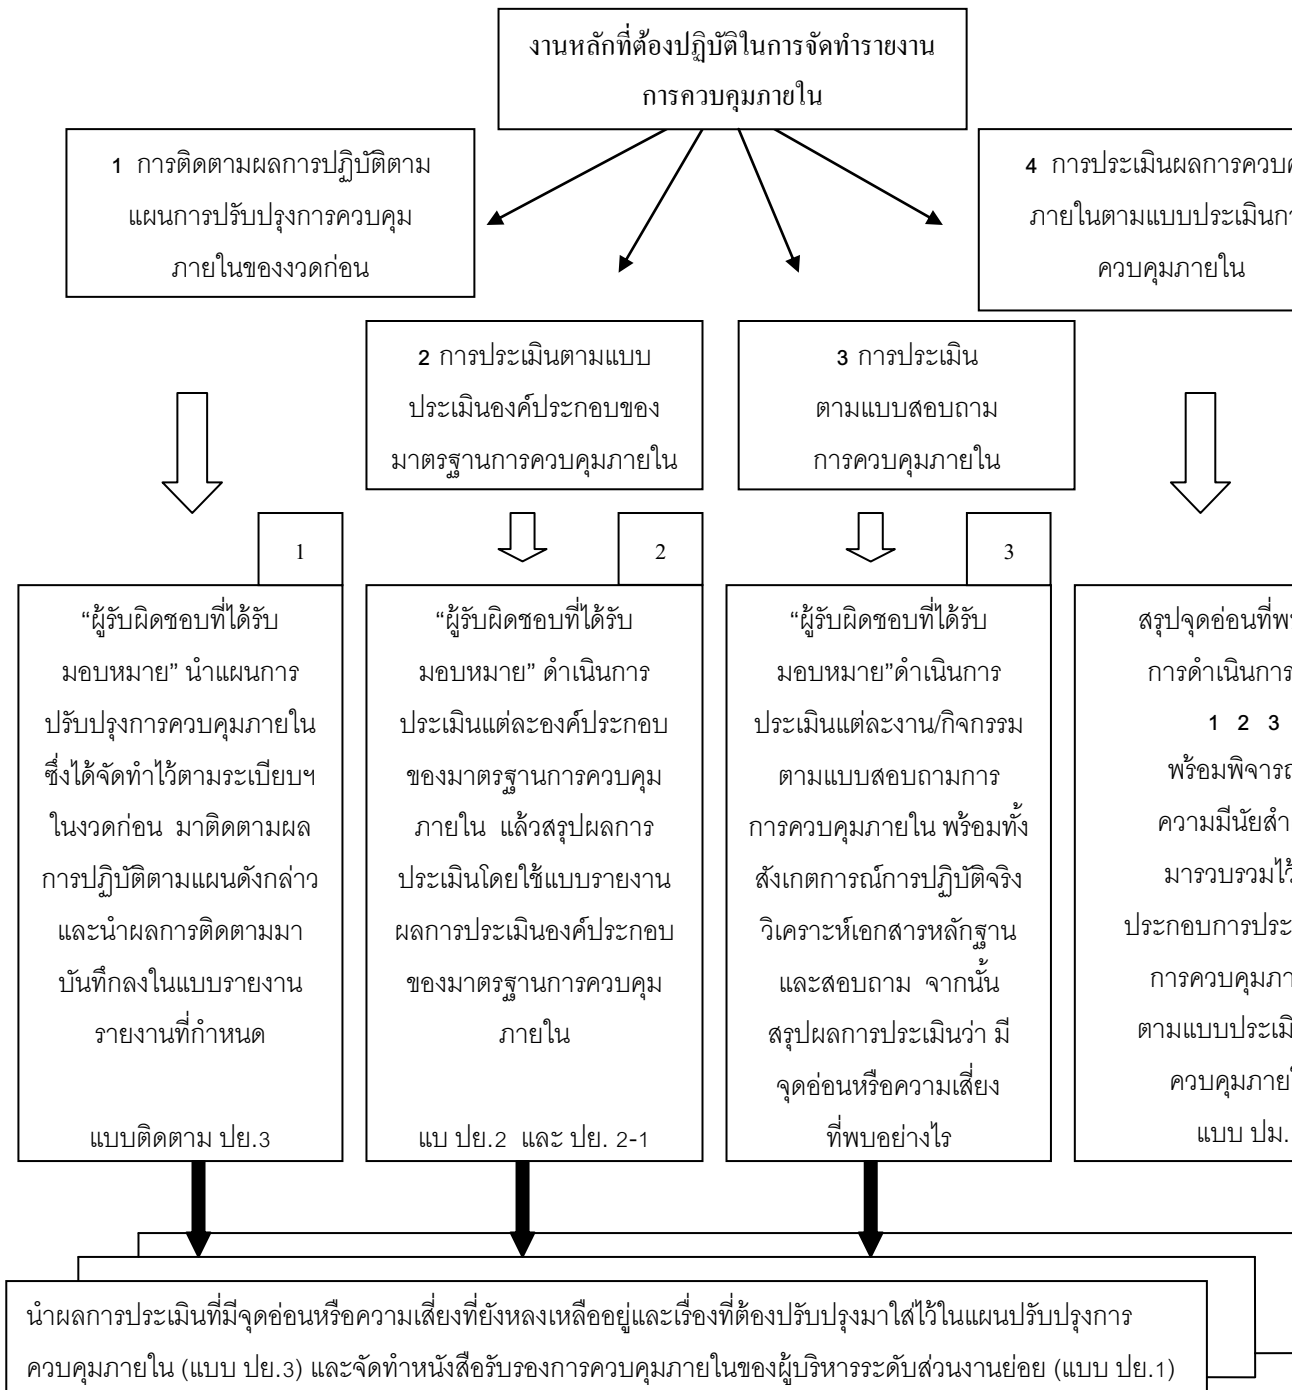 งานหลักที่ต้องปฏิบัติในการจัดทำรายงาน
การควบคุมภายใน
1 การติดตามผลการปฏิบัติตาม
แผนการปรับปรุงการควบคุม
ภายในของงวดก่อน
4 การประเมินผลการควบค
ภายในตามแบบประเมินกา
ควบคุมภายใน
2 การประเมินตามแบบ
ประเมินองค์ประกอบของ
มาตรฐานการควบคุมภายใน
3 การประเมิน
ตามแบบสอบถาม
การควบคุมภายใน
1
“ผู้รับผิดชอบที่ได้รับ
มอบหมาย” นำแผนการ
ปรับปรุงการควบคุมภายใน
ซึ่งได้จัดทำไว้ตามระเบียบฯ
ในงวดก่อน มาติดตามผล
การปฏิบัติตามแผนดังกล่าว
และนำผลการติดตามมา
บันทึกลงในแบบรายงาน
รายงานที่กำหนด
แบบติดตาม ปย.3
2
“ผู้รับผิดชอบที่ได้รับ
มอบหมาย” ดำเนินการ
ประเมินแต่ละองค์ประกอบ
ของมาตรฐานการควบคุม
ภายใน แล้วสรุปผลการ
ประเมินโดยใช้แบบรายงาน
ผลการประเมินองค์ประกอบ
ของมาตรฐานการควบคุม
ภายใน
แบ ปย.2 และ ปย. 2-1
3
“ผู้รับผิดชอบที่ได้รับ
มอบหมาย”ดำเนินการ
ประเมินแต่ละงาน/กิจกรรม
ตามแบบสอบถามการ
การควบคุมภายใน พร้อมทั้ง
สังเกตการณ์การปฏิบัติจริง
วิเคราะห์เอกสารหลักฐาน
และสอบถาม จากนั้น
สรุปผลการประเมินว่า มี
จุดอ่อนหรือความเสี่ยง
ที่พบอย่างไร
สรุปจุดอ่อนที่พ
การดำเนินการ
1 2 3
พร้อมพิจารณ
ความมีนัยสำ
มารวบรวมไว้
ประกอบการประ
การควบคุมภา
ตามแบบประเมิ
ควบคุมภาย
แบบ ปม.
นำผลการประเมินที่มีจุดอ่อนหรือความเสี่ยงที่ยังหลงเหลืออยู่และเรื่องที่ต้องปรับปรุงมาใส่ไว้ในแผนปรับปรุงการ
ควบคุมภายใน (แบบ ปย.3) และจัดทำหนังสือรับรองการควบคุมภายในของผู้บริหารระดับส่วนงานย่อย (แบบ ปย.1)